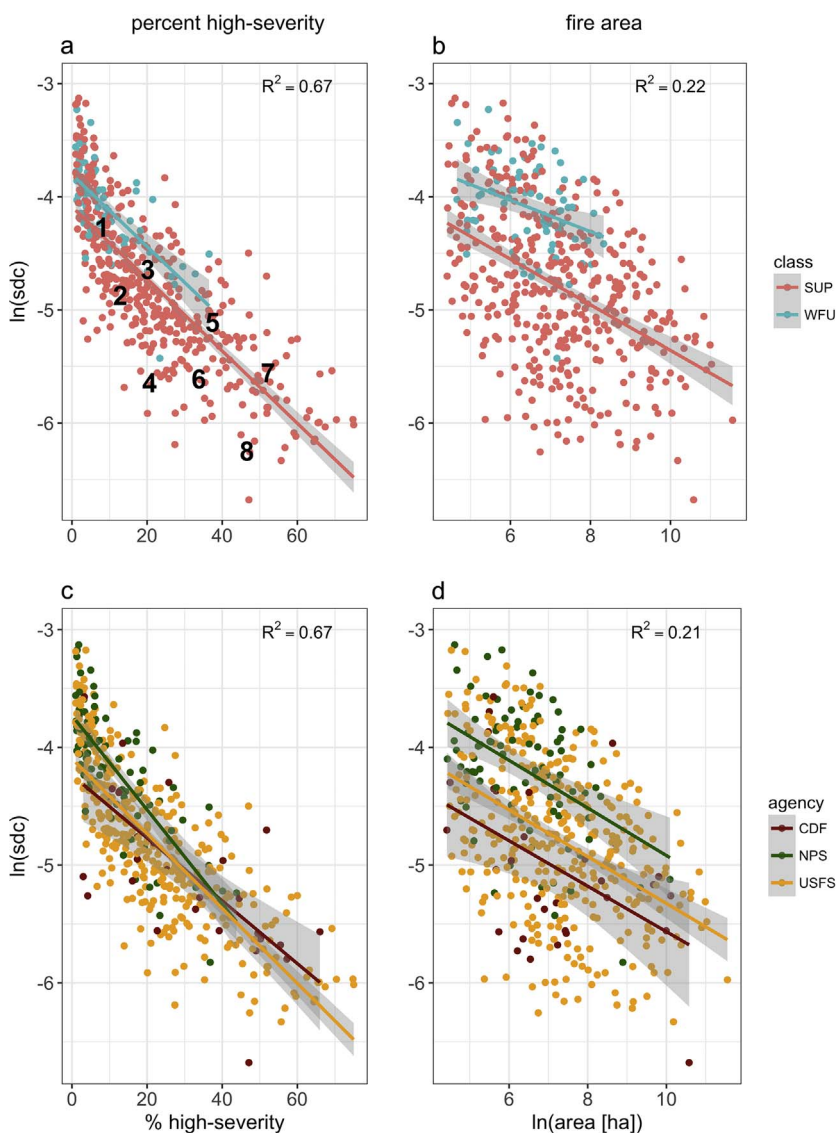 percent high-severity
fire area
a
b
R² = 0.67
R² = 0.22
-3
-4
-5
-6
-3
-4
-5
-6
ln(sdc)
1
2
3
4
5
6
7
8
class
SUP
WFU
0
20
40
60
6
8
10
c
d
R² = 0.67
R² = 0.21
-3
-4
-5
-6
-3
-4
-5
-6
ln(sdc)
agency
CDF
NPS
USFS
0
20
40
60
6
8
10
% high-severity
ln(area [ha])